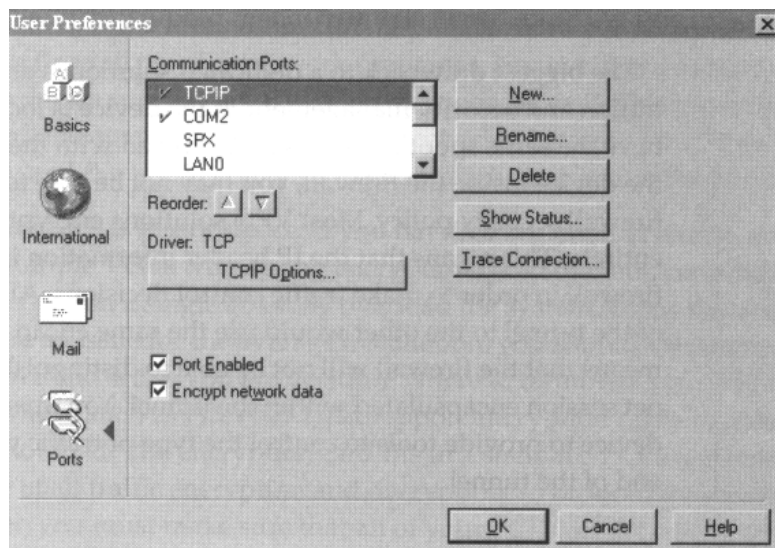 User Preferences
Basics
International
Mail
Ports
Communication Ports:
TCPIP
COM2
SPX
LAN0
Reorder:
Driver: TCP
TCPIP Options...
Port Enabled
Encrypt network data
New...
Rename...
Delete
Show Status...
Trace Connection...
OK
Cancel
Help